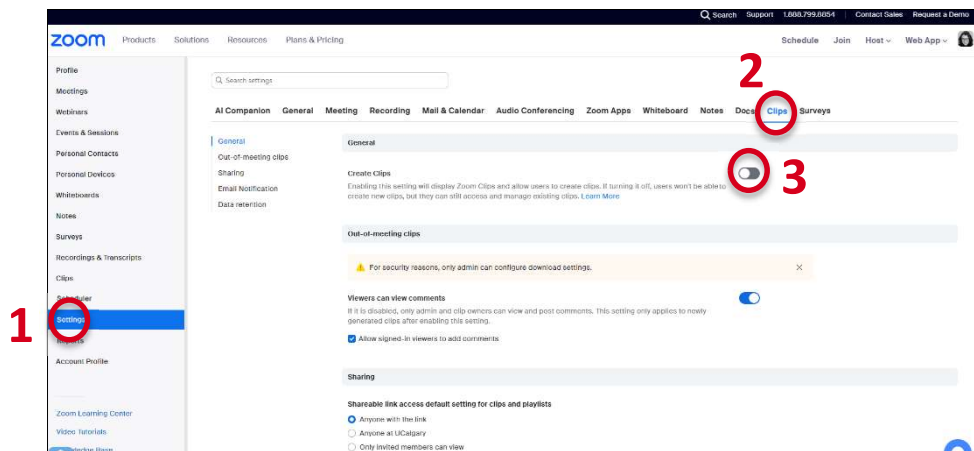 Search Support 1.888.799.8854 Contact Sales Request a Demo
zoom Products Solutions Resources Plans & Pricing Schedule Join Host Web App
Profile
Meetings
Webinars
Events & Sessions
Personal Contacts
Personal Devices
Whiteboards
Notes
Surveys
Recordings & Transcripts
Clips
Scheduler
Settings
Reports
Account Profile
Zoom Learning Center
Video Tutorials
1
Search settings
2
AI Companion General Meeting Recording Mail & Calendar Audio Conferencing Zoom Apps Whiteboard Notes Docs Clips Surveys
General
Out-of-meeting clips
Sharing
Email Notification
Data retention
General
Create Clips
3
Enabling this setting will display Zoom Clips and allow users to create clips. If turning it off, users won't be able to
create new clips, but they can still access and manage existing clips. Learn More
Out-of-meeting clips
For security reasons, only admin can configure download settings.
Viewers can view comments
If it is disabled, only admin and clip owners can view and post comments. This setting only applies to newly
generated clips after enabling this setting.
Allow signed-in viewers to add comments
Sharing
Shareable link access default setting for clips and playlists
Anyone with the link
Anyone at UCalgary
Only invited members can view